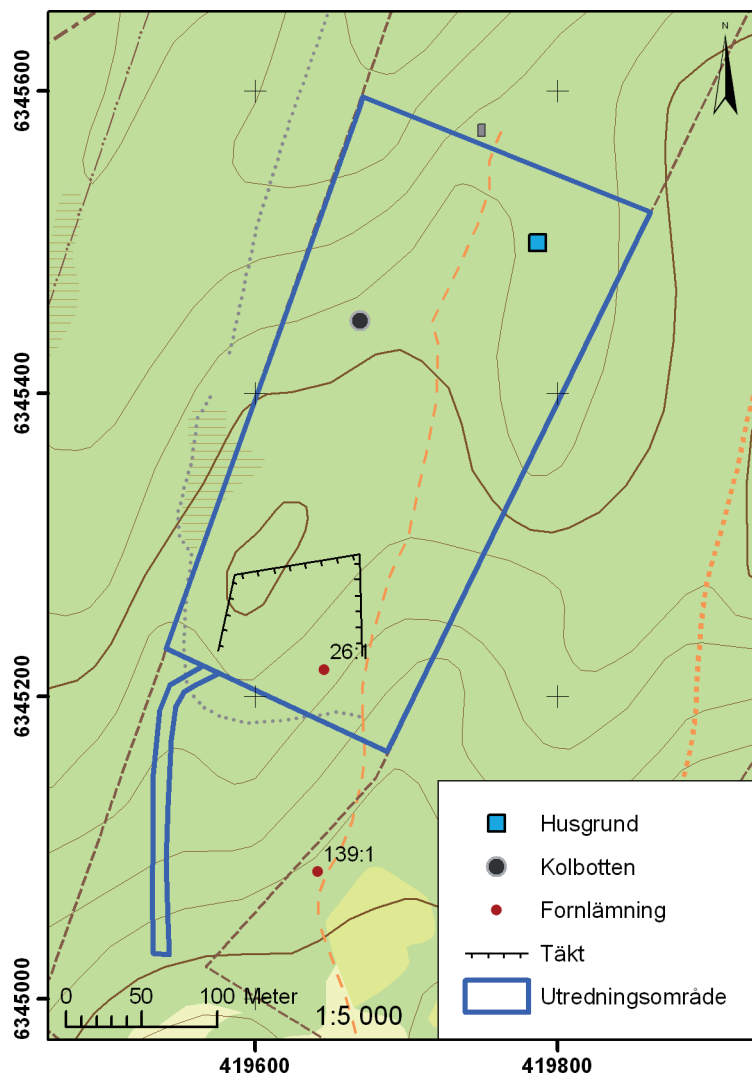 N
6345600
6345400
26:1
6345200
139:1
Husgrund
Kolbotten
Fornlämning
Täkt
Utredningsområde
6345000
0 50 100 Meter
1:5 000
419600 419800